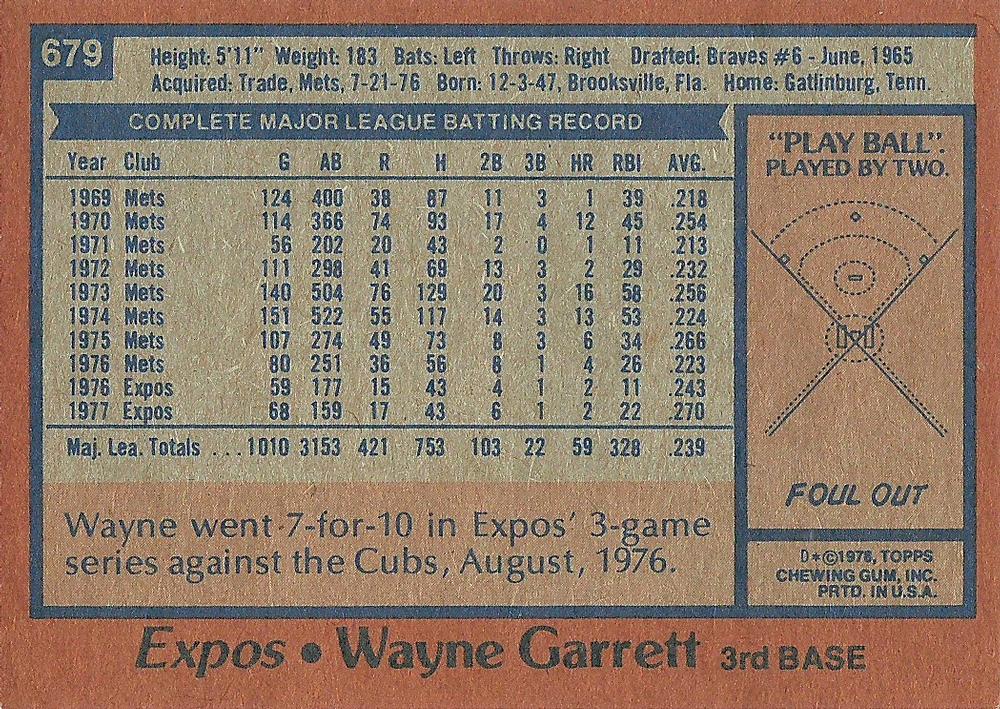 679
Height: 5'11" Weight: 183 Bats: Left Throws: Right Drafted: Braves #6 - June, 1965
Acquired: Trade, Mets, 7-21-76 Born: 12-3-47, Brooksville, Fla. Home: Gatlinburg, Tenn.
COMPLETE MAJOR LEAGUE BATTING RECORD
Year Club G AB R H 2B 3B HR RBI AVG.
1969 Mets 124 400 38 87 11 3 1 39 .218
1970 Mets 114 366 74 93 17 4 12 45 .254
1971 Mets 56 202 20 43 2 0 1 11 .213
1972 Mets 111 298 41 69 13 3 2 29 .232
1973 Mets 140 504 76 129 20 3 16 58 .256
1974 Mets 151 522 55 117 14 3 13 53 .224
1975 Mets 107 274 49 73 8 3 6 34 .266
1976 Mets 80 251 36 56 8 1 4 26 .223
1976 Expos 59 177 15 43 4 1 2 11 .243
1977 Expos 68 159 17 43 6 1 2 22 .270
Maj. Lea. Totals ...1010 3153 421 753 103 22 59 328 .239
Wayne went 7-for-10 in Expos' 3-game
series against the Cubs, August, 1976.
"PLAY BALL".
PLAYED BY TWO.
FOUL OUT
D*©1978, TOPPS
CHEWING GUM, INC.
PRTD. IN U.S.A.
Expos • Wayne Garrett 3rd BASE